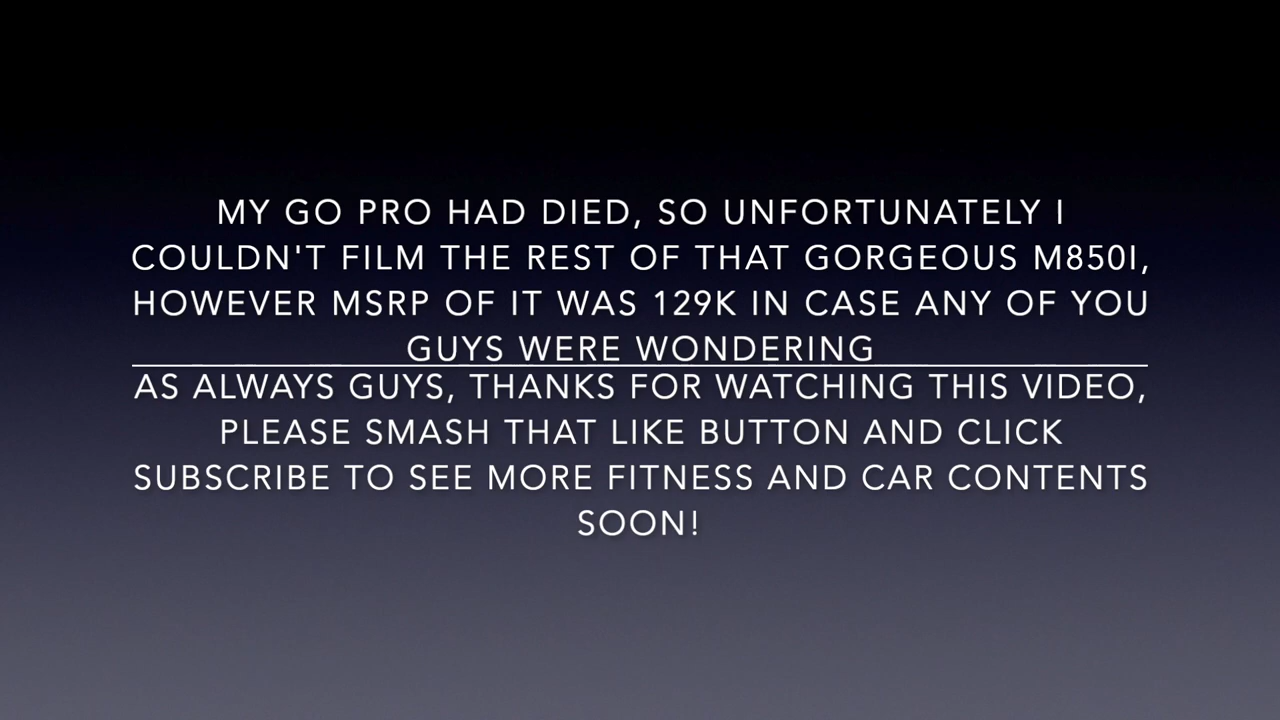 MY GO PRO HAD DIED, SO UNFORTUNATELY I
COULDN'T FILM THE REST OF THAT GORGEOUS M850I,
HOWEVER MSRP OF IT WAS 129K IN CASE ANY OF YOU
GUYS WERE WONDERING
AS ALWAYS GUYS, THANKS FOR WATCHING THIS VIDEO,
PLEASE SMASH THAT LIKE BUTTON AND CLICK
SUBSCRIBE TO SEE MORE FITNESS AND CAR CONTENTS
SOON!